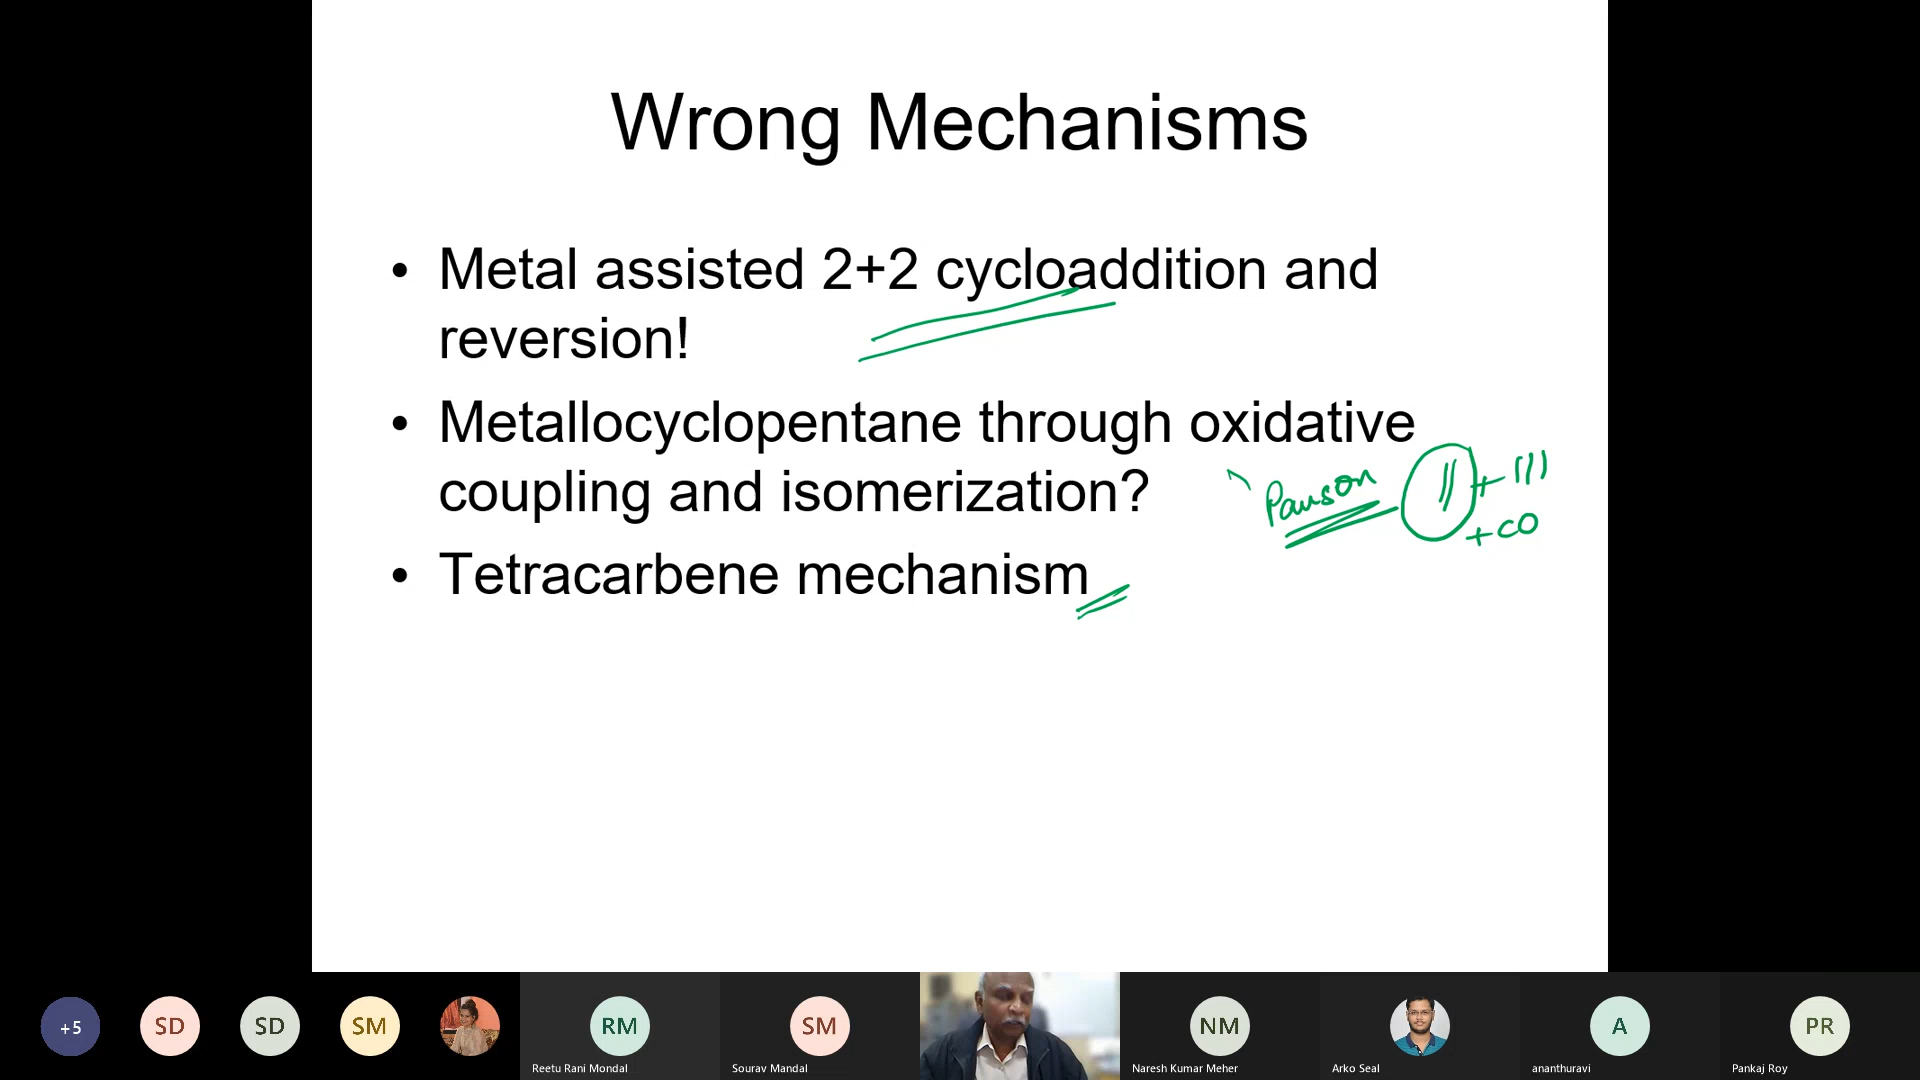 Wrong Mechanisms
• Metal assisted 2+2 cycloaddition and
reversion!
• Metallocyclopentane through oxidative
coupling and isomerization?
Pauson || + |||
+ CO
• Tetracarbene mechanism
+5 SD SD SM RM SM NM A PR
Reetu Rani Mondal Sourav Mandal Naresh Kumar Meher Arko Seal ananthuravi Pankaj Roy